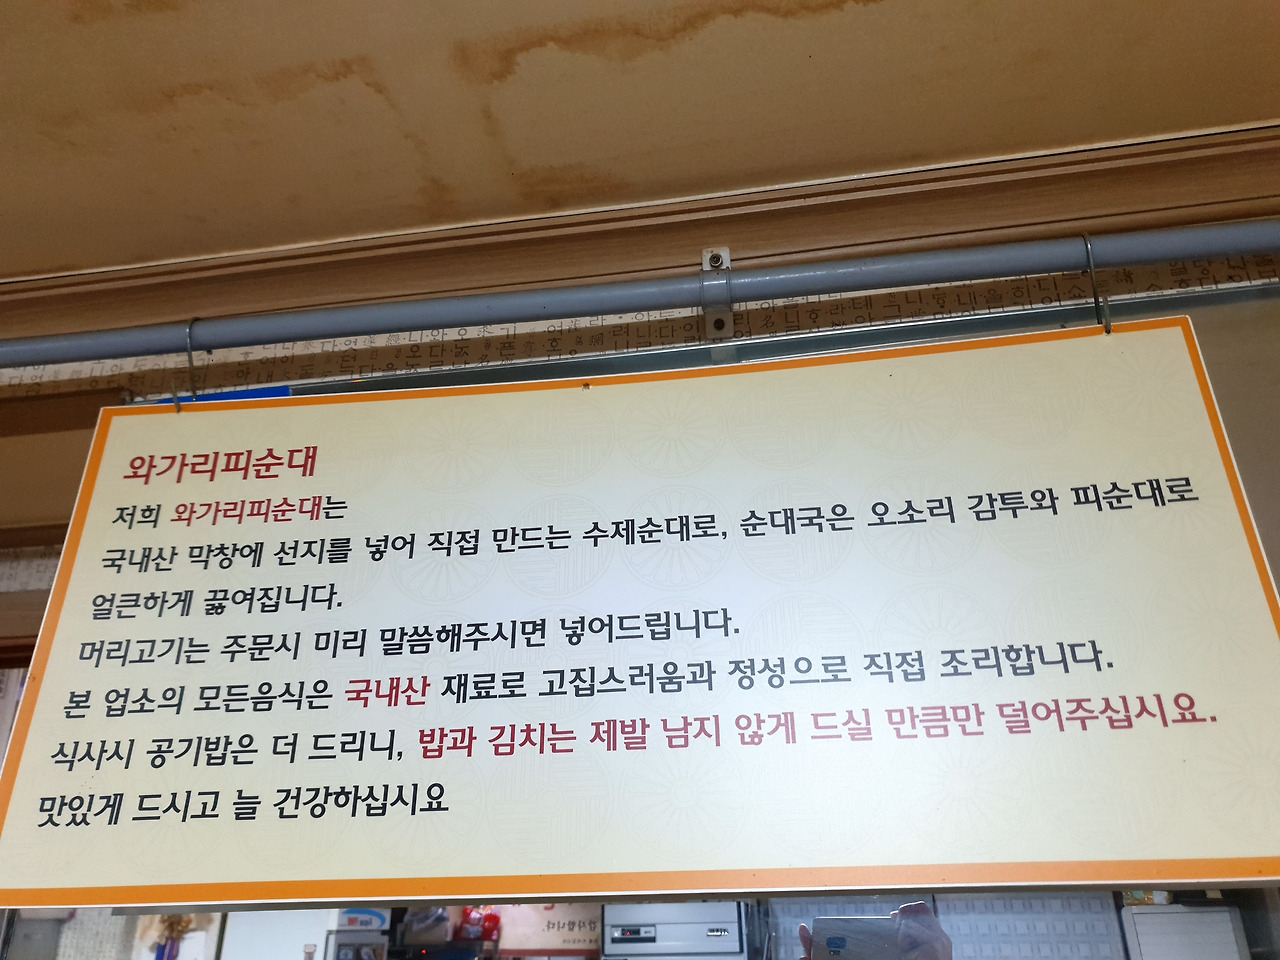 와가리피순대
저희 와가리피순대는
국내산 막창에 선지를 넣어 직접 만드는 수제순대로, 순대국은 오소리 감투와 피순대로
얼큰하게 끓여집니다.
머리고기는 주문시 미리 말씀해주시면 넣어드립니다.
본 업소의 모든음식은 국내산 재료로 고집스러움과 정성으로 직접 조리합니다.
식사시 공기밥은 더 드리니, 밥과 김치는 제발 남지 않게 드실 만큼만 덜어주십시요.
맛있게 드시고 늘 건강하십시요
감사합니다.